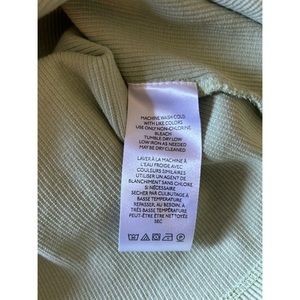 MACHINE WASH COLD
WITH LIKE COLORS
USE ONLY NON-CHLORINE
BLEACH
TUMBLE DRY LOW
LOW IRON AS NEEDED
MAY BE DRY CLEANED
LAVER À LA MACHINE À
L'EAU FROIDE AVEC
COULEURS SIMILAIRES
UTILISER UN AGENT DE
BLANCHIMENT SANS CHLORE
SI NÉCESSAIRE
SÉCHER PAR CULBUTAGE À
BASSE TEMPÉRATURE
REPASSER, AU BESOIN, À
TRÈS BASSE TEMPÉRATURE
PEUT-ÊTRE ÊTRE NETTOYÉE
SEC